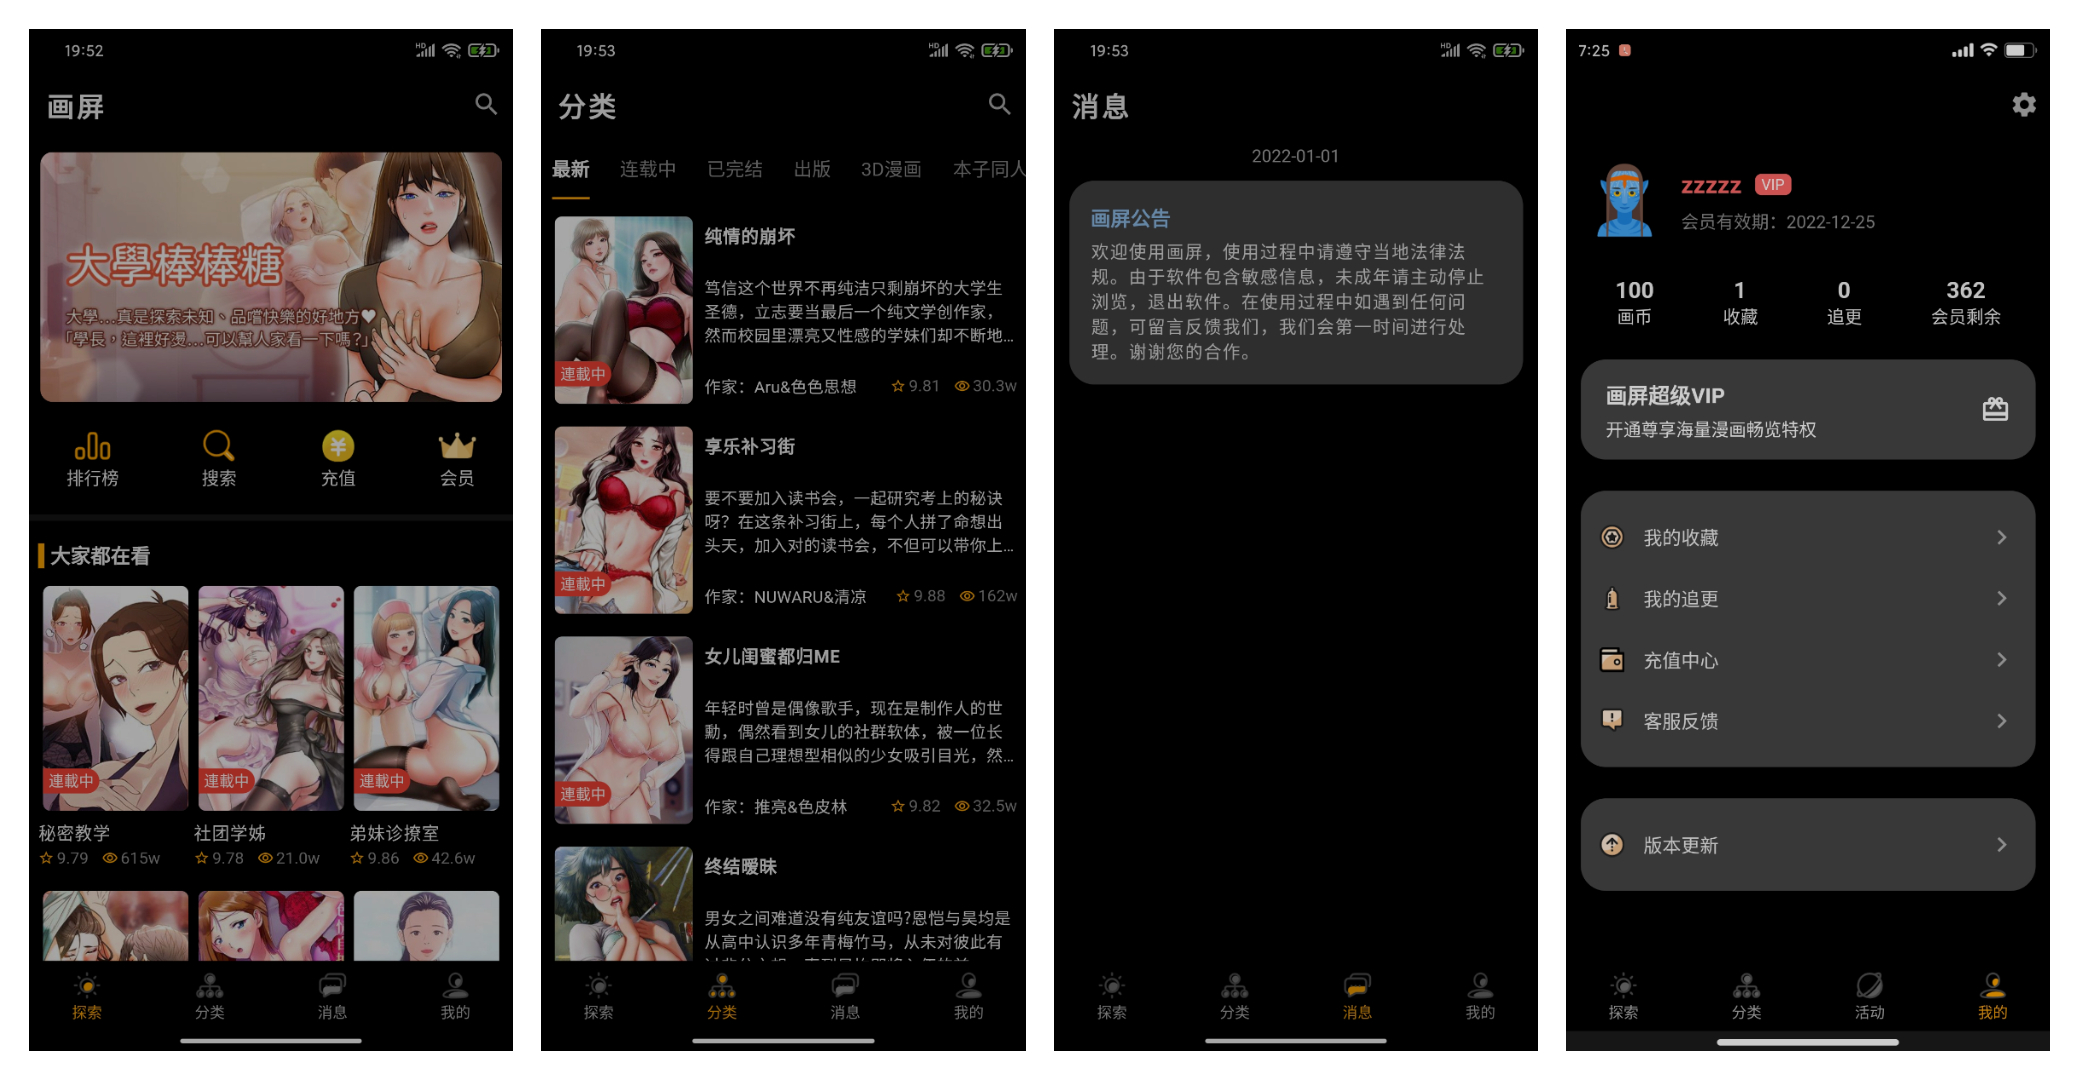 19:52
画屏
大學棒棒糖
大學...真是探索未知、品嚐快樂的好地方♥
「學長，這裡好燙...可以幫人家看一下嗎?」
排行榜
搜索
充值
会员
大家都在看
連載中
連載中
連載中
秘密教学
社团学姊
弟妹诊撩室
9.79 615w
9.78 21.0w
9.86 42.6w
探索
分类
消息
我的
19:53
分类
最新 连载中 已完结 出版 3D漫画 本子同人
纯情的崩坏
笃信这个世界不再纯洁只剩崩坏的大学生
圣德，立志要当最后一个纯文学创作家，
然而校园里漂亮又性感的学妹们却不断地...
連載中
作家：Aru&色色思想 9.81 30.3w
享乐补习街
要不要加入读书会，一起研究考上的秘诀
呀？在这条补习街上，每个人拼了命想出
头天，加入对的读书会，不但可以带你上...
連載中
作家：NUWARU&清凉 9.88 162w
女儿闺蜜都归ME
年轻时曾是偶像歌手，现在是制作人的世
勳，偶然看到女儿的社群软体，被一位长
得跟自己理想型相似的少女吸引目光，然...
連載中
作家：推亮&色皮林 9.82 32.5w
终结暧昧
男女之间难道没有纯友谊吗?恩恺与昊均是
从高中认识多年青梅竹马，从未对彼此有
探索
分类
消息
我的
19:53
消息
2022-01-01
画屏公告
欢迎使用画屏，使用过程中请遵守当地法律法
规。由于软件包含敏感信息，未成年请主动停止
浏览，退出软件。在使用过程中如遇到任何问
题，可留言反馈我们，我们会第一时间进行处
理。谢谢您的合作。
探索
分类
消息
我的
7:25
zzzzz VIP
会员有效期：2022-12-25
100 1 0 362
画币 收藏 追更 会员剩余
画屏超级VIP
开通尊享海量漫画畅览特权
我的收藏
我的追更
充值中心
客服反馈
版本更新
探索
分类
活动
我的